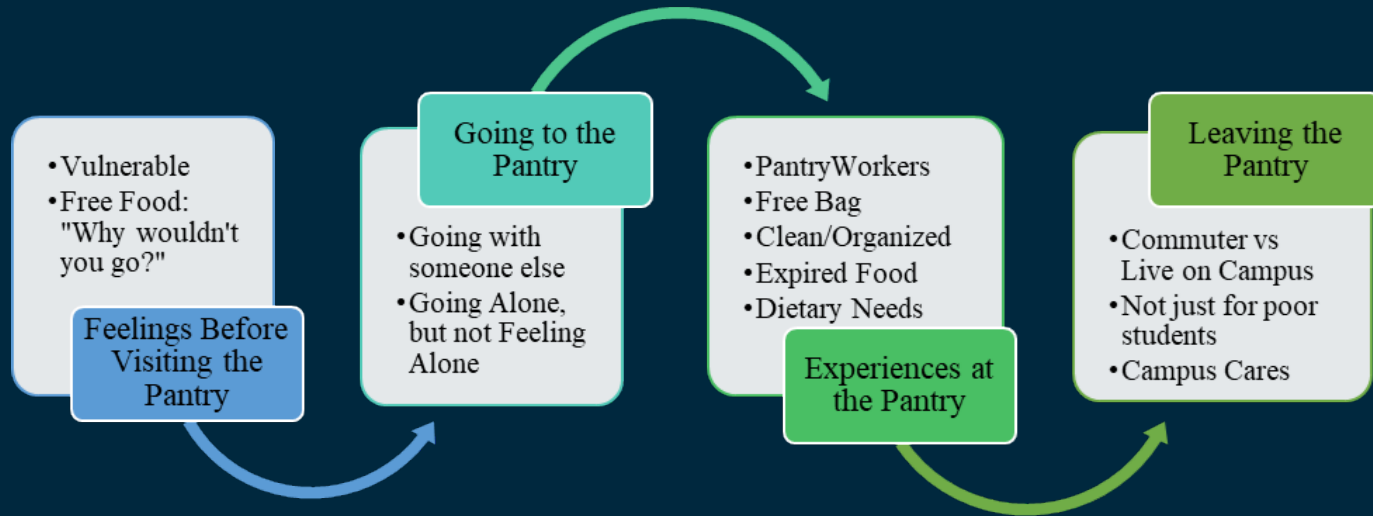 •Vulnerable
•Free Food:
"Why wouldn't
you go?"
Feelings Before
Visiting the
Pantry
Going to the
Pantry
•Going with
someone else
•Going Alone,
but not Feeling
Alone
•PantryWorkers
•Free Bag
•Clean/Organized
•Expired Food
•Dietary Needs
Experiences at
the Pantry
Leaving the
Pantry
•Commuter vs
Live on Campus
•Not just for poor
students
•Campus Cares